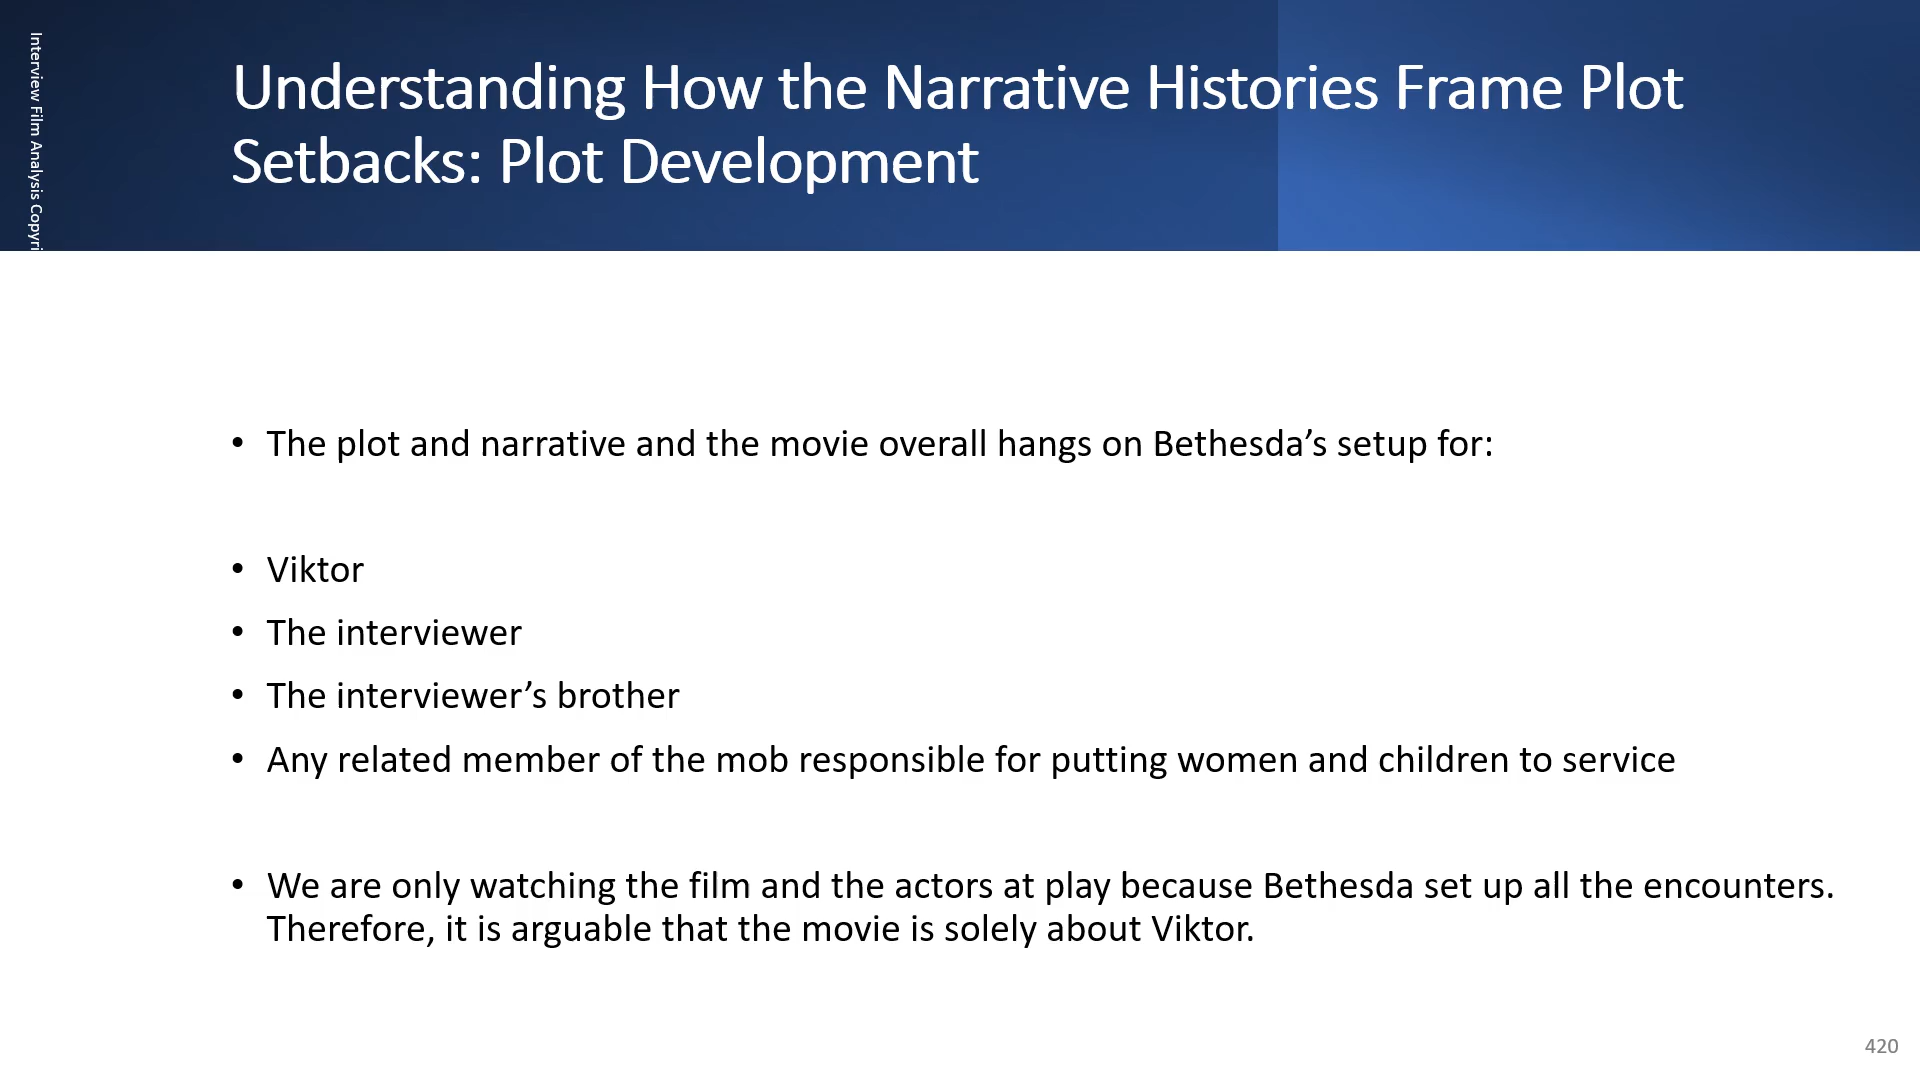 Interview Film Analysis Copyri
Understanding How the Narrative Histories Frame Plot
Setbacks: Plot Development
• The plot and narrative and the movie overall hangs on Bethesda’s setup for:
• Viktor
• The interviewer
• The interviewer’s brother
• Any related member of the mob responsible for putting women and children to service
• We are only watching the film and the actors at play because Bethesda set up all the encounters.
Therefore, it is arguable that the movie is solely about Viktor.
420